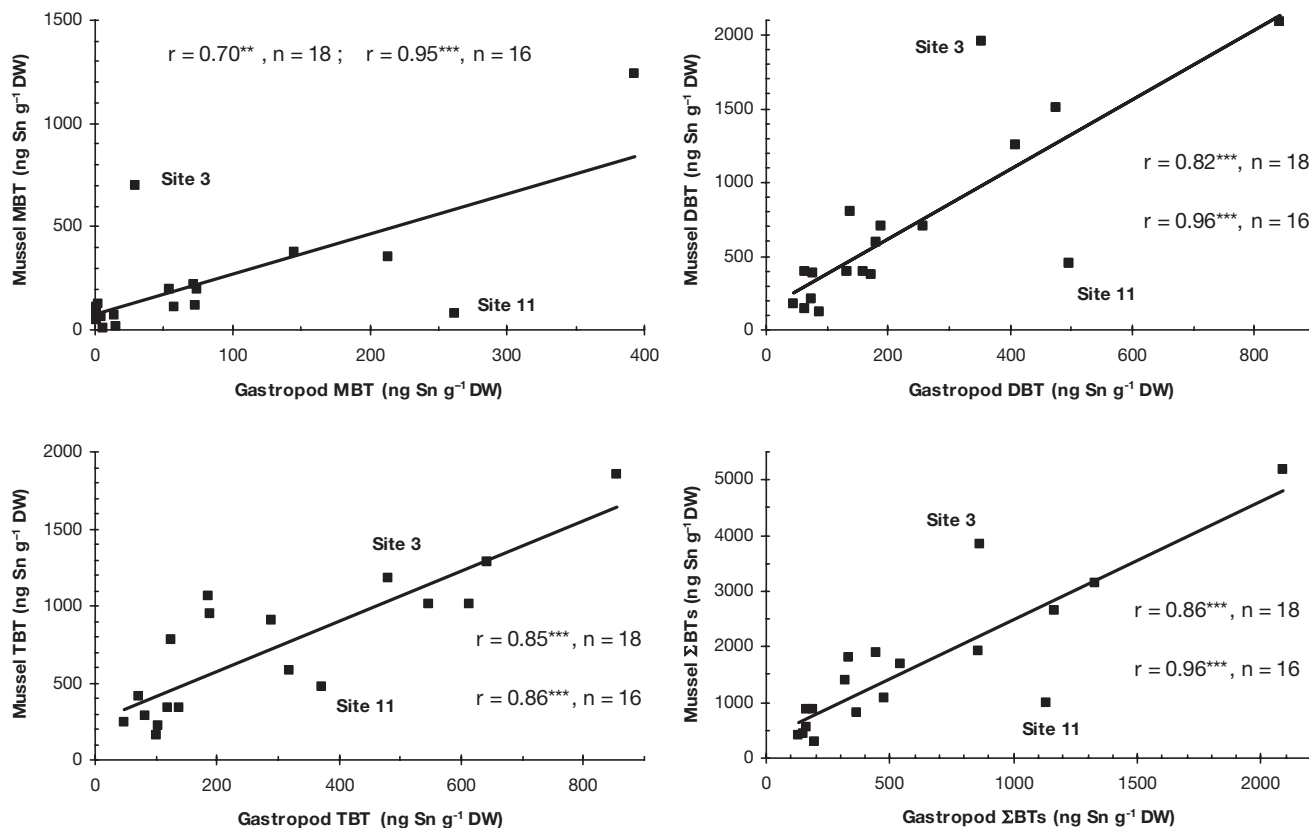 1500
1000
500
0
Mussel MBT (ng Sn g⁻¹ DW)
r = 0.70**, n = 18 ; r = 0.95***, n = 16
Site 3
Site 11
0 100 200 300 400
Gastropod MBT (ng Sn g⁻¹ DW)
2000
1500
1000
500
0
Mussel DBT (ng Sn g⁻¹ DW)
Site 3
r = 0.82***, n = 18
r = 0.96***, n = 16
Site 11
0 200 400 600 800
Gastropod DBT (ng Sn g⁻¹ DW)
2000
1500
1000
500
0
Mussel TBT (ng Sn g⁻¹ DW)
Site 3
r = 0.85***, n = 18
r = 0.86***, n = 16
Site 11
0 200 400 600 800
Gastropod TBT (ng Sn g⁻¹ DW)
5000
4000
3000
2000
1000
0
Mussel ΣBTs (ng Sn g⁻¹ DW)
Site 3
r = 0.86***, n = 18
r = 0.96***, n = 16
Site 11
0 500 1000 1500 2000
Gastropod ΣBTs (ng Sn g⁻¹ DW)